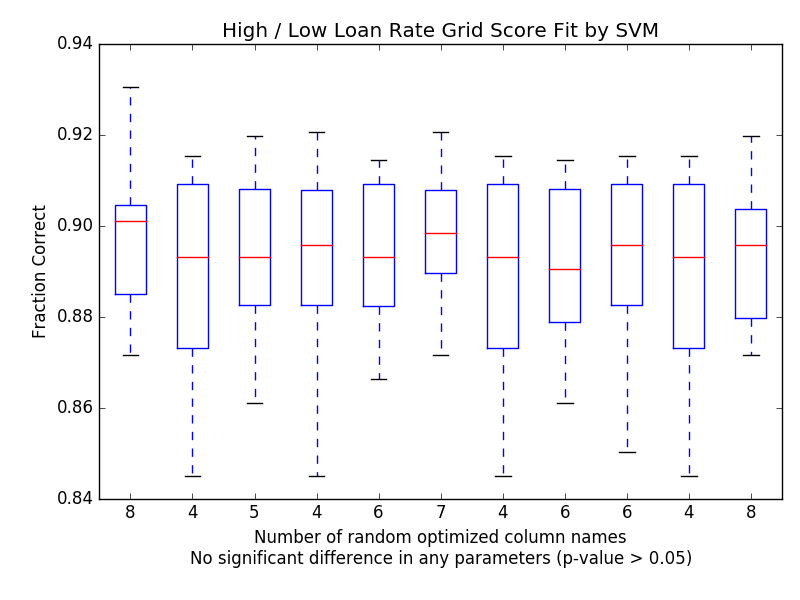 High / Low Loan Rate Grid Score Fit by SVM
0.94
0.92
0.90
0.88
0.86
0.84
Fraction Correct
8 4 5 4 6 7 4 6 6 4 8
Number of random optimized column names
No significant difference in any parameters (p-value > 0.05)